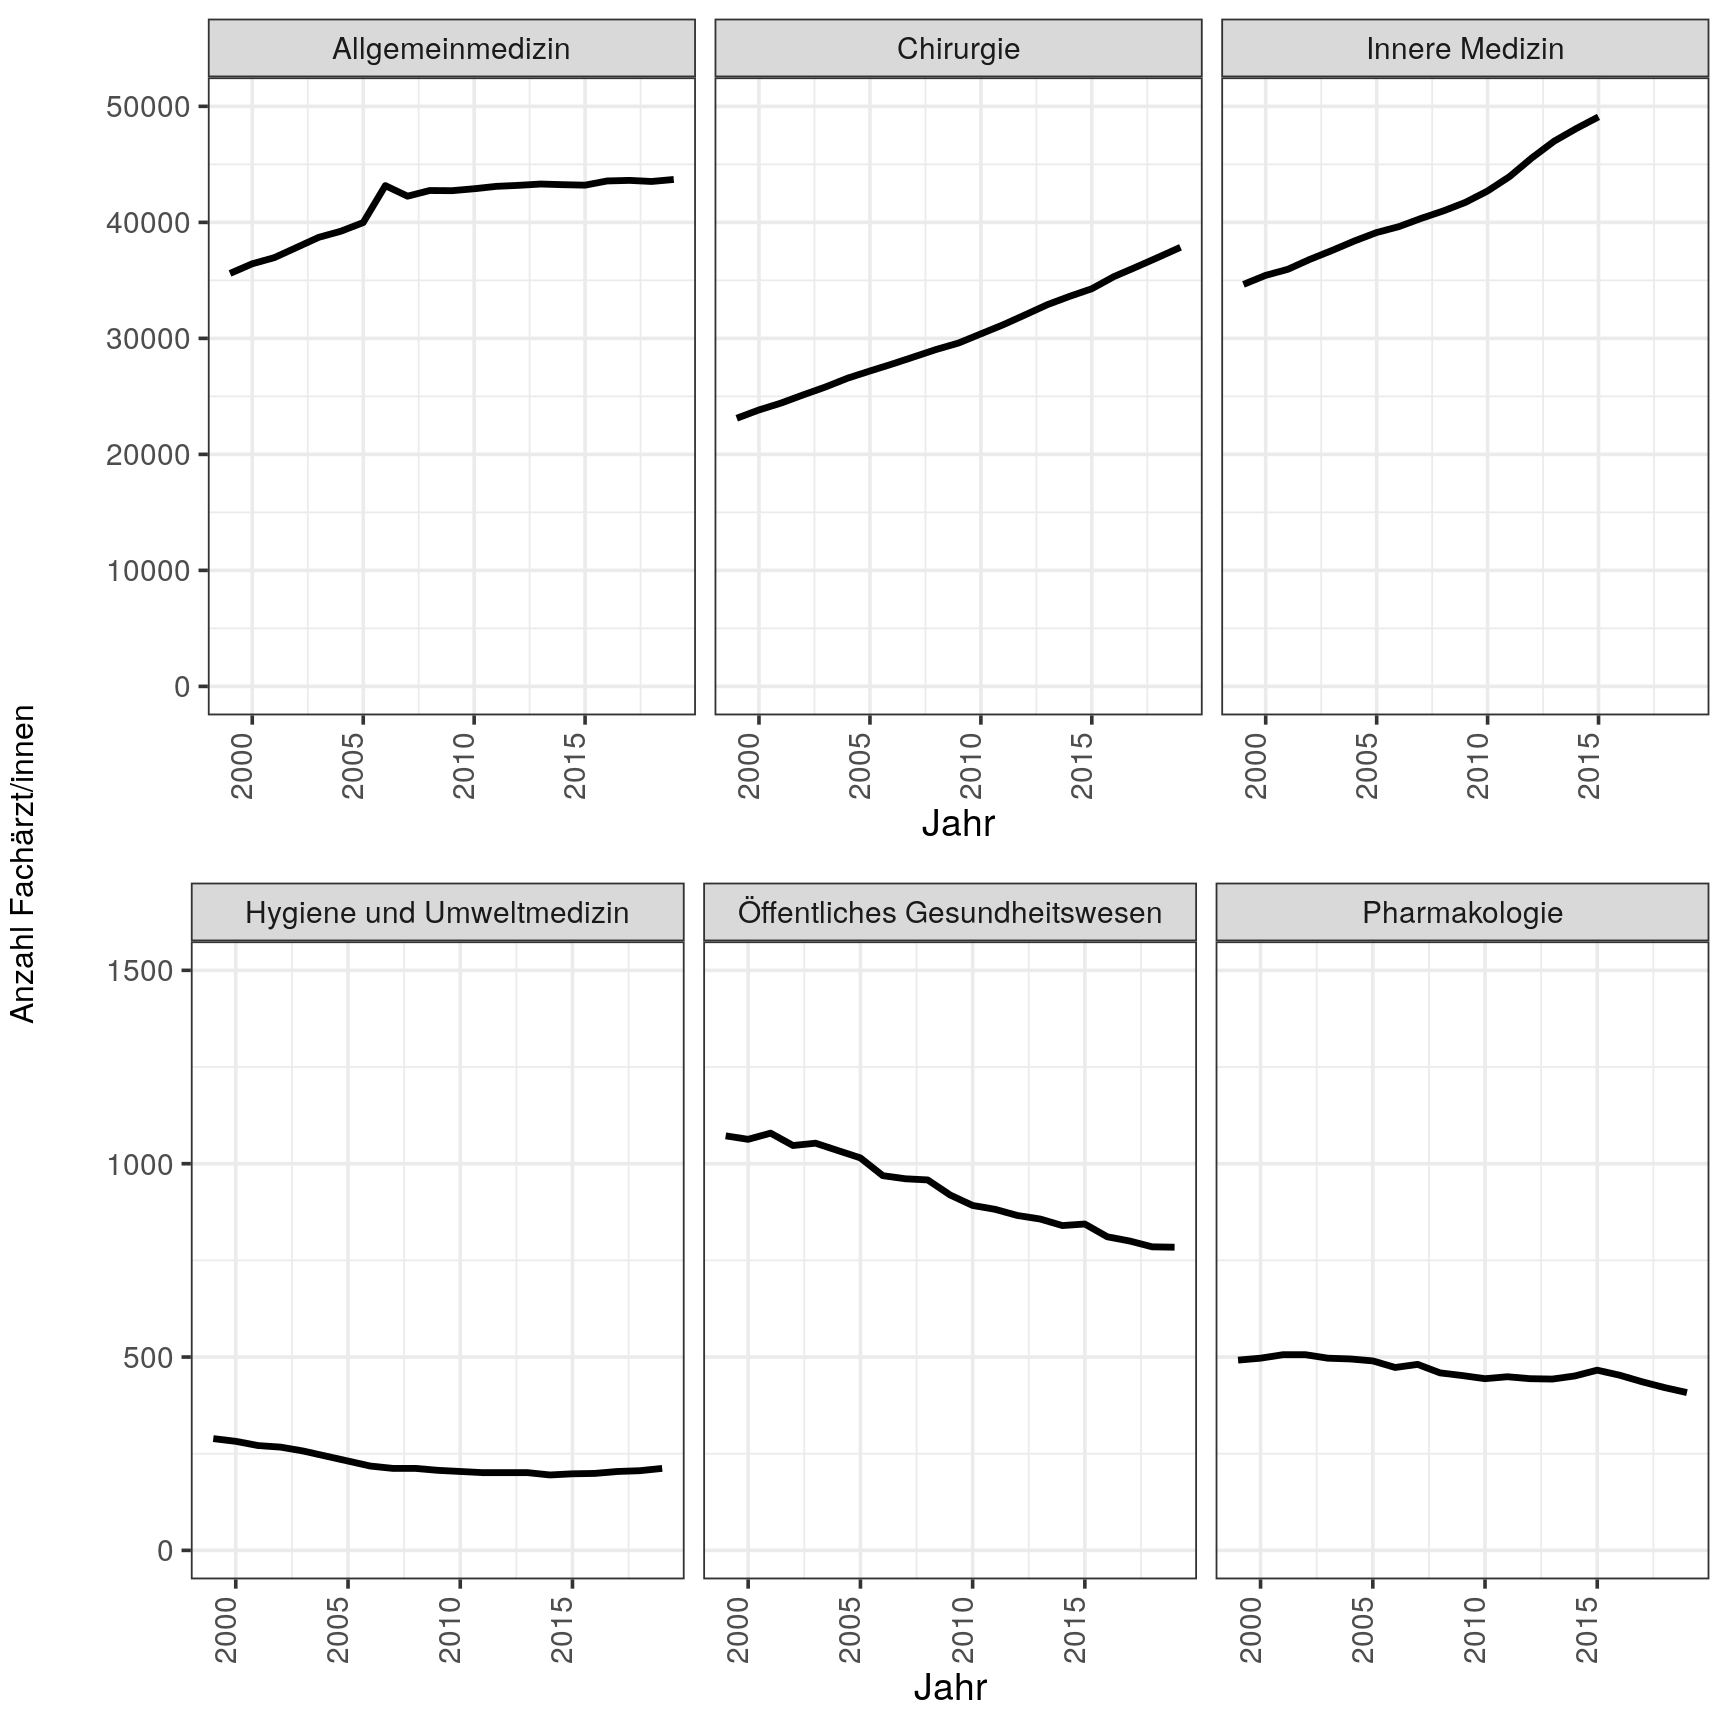 Anzahl Fachärzt/innen
Allgemeinmedizin
Chirurgie
Innere Medizin
50000
40000
30000
20000
10000
0
2000 2005 2010 2015
2000 2005 2010 2015
2000 2005 2010 2015
Jahr
Hygiene und Umweltmedizin
Öffentliches Gesundheitswesen
Pharmakologie
1500
1000
500
0
2000 2005 2010 2015
2000 2005 2010 2015
2000 2005 2010 2015
Jahr